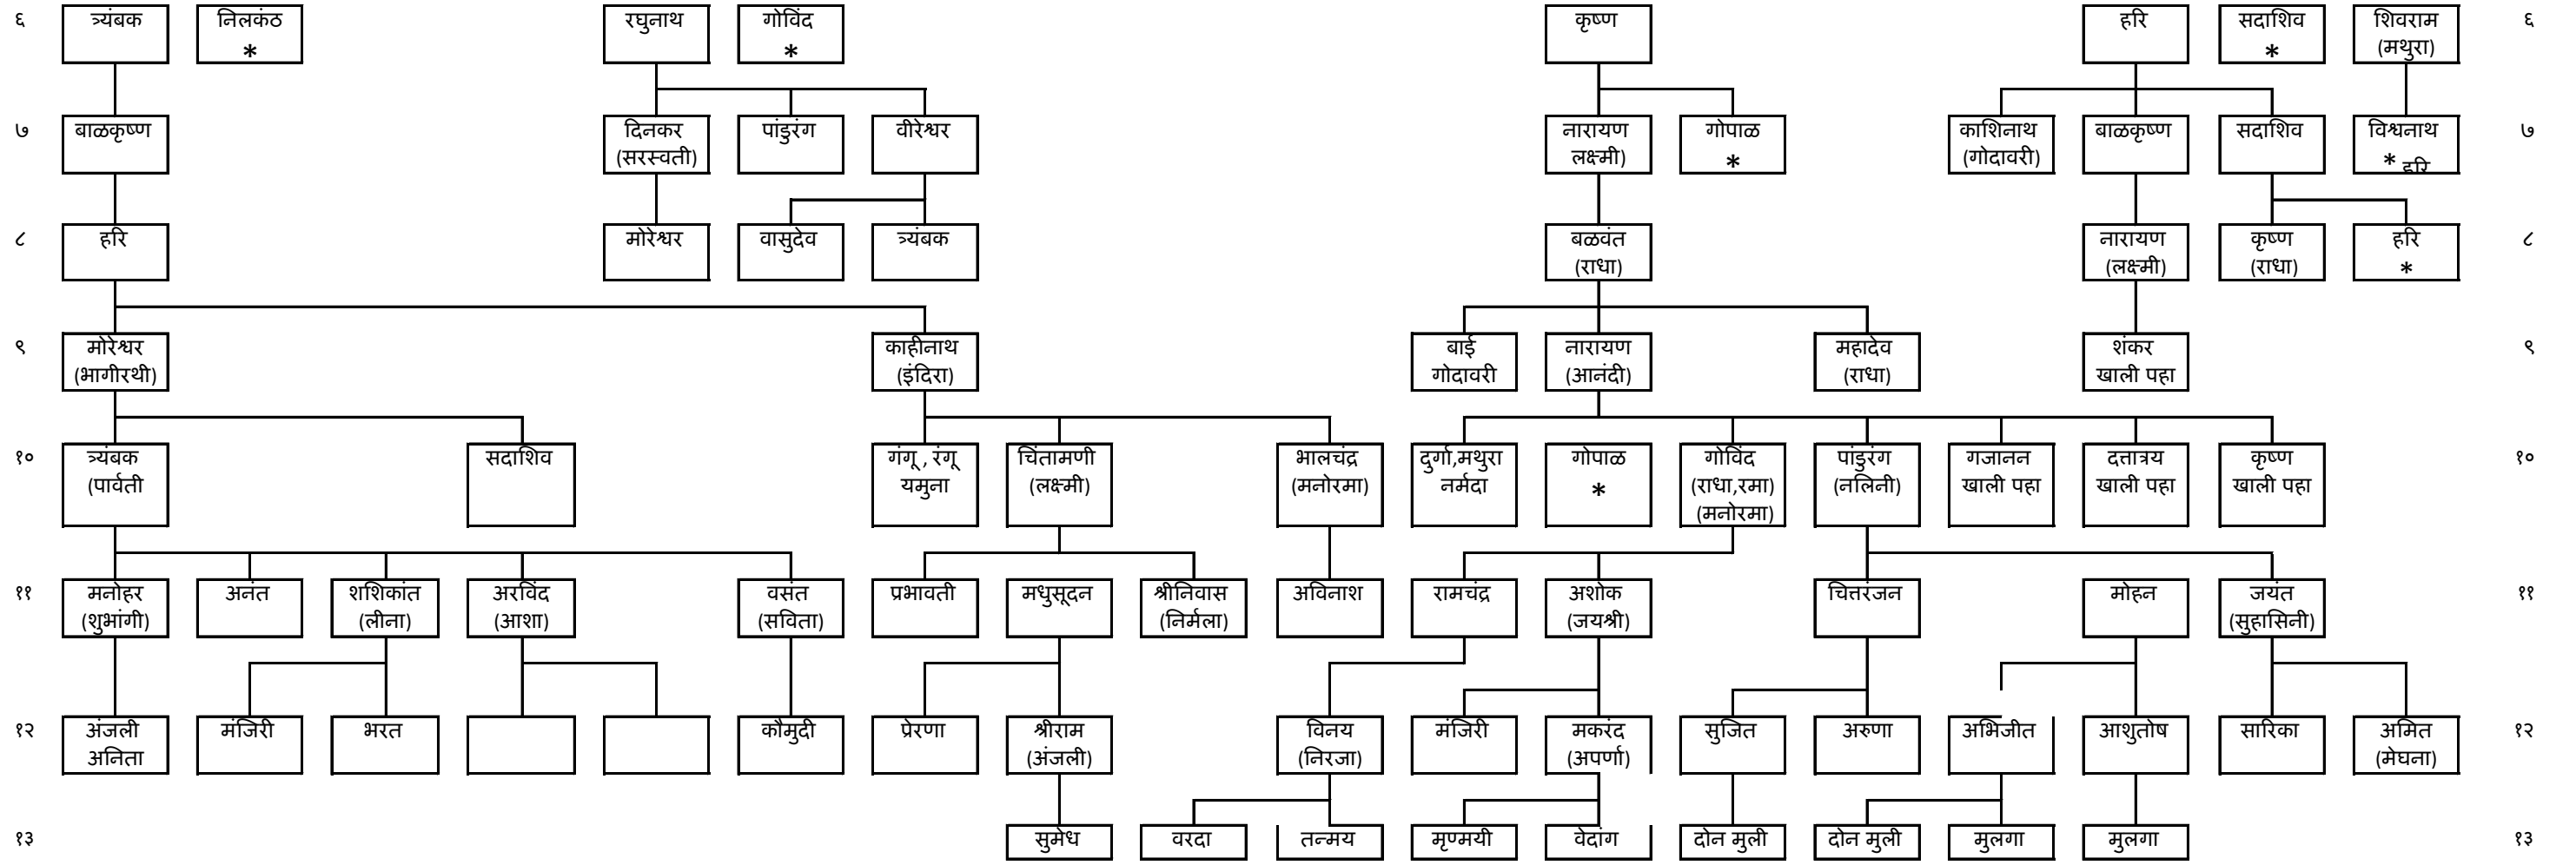 ६ त्र्यंबक निलकंठ रघुनाथ गोविंद कृष्ण हरि सदाशिव शिवराम ६
* * * (मथुरा)
७ बाळकृष्ण दिनकर पांडुरंग वीरेश्वर नारायण गोपाळ काशिनाथ बाळकृष्ण सदाशिव विश्वनाथ ७
(सरस्वती) लक्ष्मी) * (गोदावरी) * हरि
८ हरि मोरेश्वर वासुदेव त्र्यंबक बळवंत नारायण कृष्ण हरि ८
(राधा) (लक्ष्मी) (राधा) *
९ मोरेश्वर काहीनाथ बाई नारायण महादेव शंकर ९
(भागीरथी) (इंदिरा) गोदावरी (आनंदी) (राधा) खाली पहा
१० त्र्यंबक सदाशिव गंगू , रंगू चिंतामणी भालचंद्र दुर्गा,मथुरा गोपाळ गोविंद पांडुरंग गजानन दत्तात्रय कृष्ण १०
(पार्वती यमुना (लक्ष्मी) (मनोरमा) नर्मदा * (राधा,रमा) (नलिनी) खाली पहा खाली पहा खाली पहा
(मनोरमा)
११ मनोहर अनंत शशिकांत अरविंद वसंत प्रभावती मधुसूदन श्रीनिवास अविनाश रामचंद्र अशोक चित्तरंजन मोहन जयंत ११
(शुभांगी) (लीना) (आशा) (सविता) (निर्मला) (जयश्री) (सुहासिनी)
१२ अंजली मंजिरी भरत कौमुदी प्रेरणा श्रीराम विनय मंजिरी मकरंद सुजित अरुणा अभिजीत आशुतोष सारिका अमित १२
अनिता (अंजली) (निरजा) (अपर्णा) (मेघना)
१३ सुमेध वरदा तन्मय मृण्मयी वेदांग दोन मुली दोन मुली मुलगा मुलगा १३